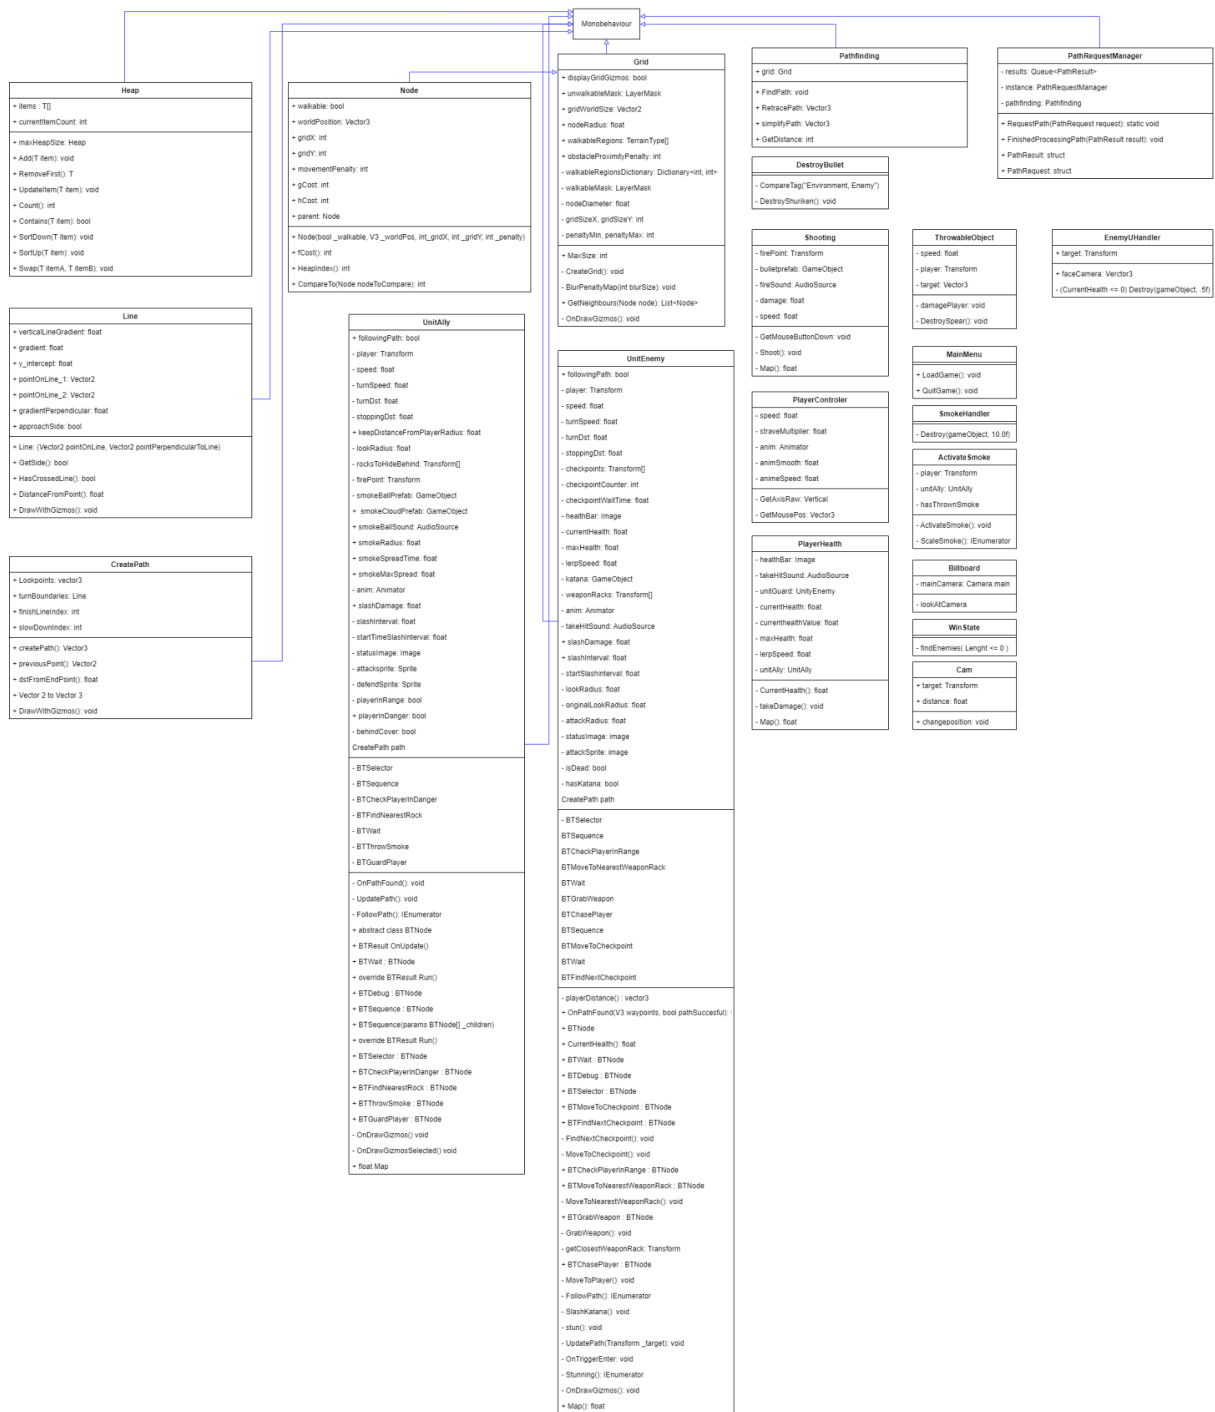 Monobehaviour
Heap
+ items : T[]
+ currentItemCount: int
+ maxHeapSize: Heap
+ Add(T item): void
+ RemoveFirst(): T
+ UpdateItem(T item): void
+ Count(): int
+ Contains(T item): bool
+ SortDown(T item): void
+ SortUp(T item): void
+ Swap(T itemA, T itemB): void
Node
+ walkable: bool
+ worldPosition: Vector3
+ gridX: int
+ gridY: int
+ movementPenalty: int
+ gCost: int
+ hCost: int
+ parent: Node
+ Node(bool _walkable, V3 _worldPos, int_gridX, int _gridY, int _penalty)
+ fCost(): int
+ HeapIndex(): int
+ CompareTo(Node nodeToCompare): int
Grid
+ displayGridGizmos: bool
+ unwalkableMask: LayerMask
+ gridWorldSize: Vector2
+ nodeRadius: float
+ walkableRegions: TerrainType[]
+ obstacleProximityPenalty: int
- walkableRegionsDictionary: Dictionary<int, int>
- walkableMask: LayerMask
- nodeDiameter: float
- gridSizeX, gridSizeY: int
- penaltyMin, penaltyMax: int
+ MaxSize: int
- CreateGrid(): void
- BlurPenaltyMap(int blurSize): void
+ GetNeighbours(Node node): List<Node>
- OnDrawGizmos(): void
Pathfinding
+ grid: Grid
+ FindPath: void
+ RetracePath: Vector3
+ simplifyPath: Vector3
+ GetDistance: int
PathRequestManager
- results: Queue<PathResult>
- instance: PathRequestManager
- pathfinding: Pathfinding
+ RequestPath(PathRequest request): static void
+ FinishedProcessingPath(PathResult result): void
+ PathResult: struct
+ PathRequest: struct
DestroyBullet
- CompareTag("Environment, Enemy")
- DestroyShuriken(): void
Shooting
- firePoint: Transform
- bulletprefab: GameObject
- fireSound: AudioSource
- damage: float
- speed: float
- GetMouseButtonDown: void
- Shoot(): void
- Map(): float
ThrowableObject
- speed: float
- player: Transform
- target: Vector3
- damagePlayer: void
- DestroySpear(): void
EnemyUHandler
+ target: Transform
+ faceCamera: Verctor3
- (CurrentHealth <= 0) Destroy(gameObject, .5f)
Line
+ verticalLineGradient: float
+ gradient: float
+ y_intercept: float
+ pointOnLine_1: Vector2
+ pointOnLine_2: Vector2
+ gradientPerpendicular: float
+ approachSide: bool
+ Line: (Vector2 pointOnLine, Vector2 pointPerpendicularToLine)
+ GetSide(): bool
+ HasCrossedLine(): bool
+ DistanceFromPoint(): float
+ DrawWithGizmos(): void
CreatePath
+ Lookpoints: vector3
+ turnBoundaries: Line
+ finishLineIndex: int
+ slowDownIndex: int
+ createPath(): Vector3
+ previousPoint(): Vector2
+ dstFromEndPoint(): float
+ Vector 2 to Vector 3
+ DrawWithGizmos(): void
UnitAlly
+ followingPath: bool
- player: Transform
- speed: float
- turnSpeed: float
- turnDst: float
- stoppingDst: float
+ keepDistanceFromPlayerRadius: float
- lookRadius: float
- rocksToHideBehind: Transform[]
- firePoint: Transform
- smokeBallPrefab: GameObject
+ smokeCloudPrefab: GameObject
+ smokeBallSound: AudioSource
+ smokeRadius: float
+ smokeSpreadTime: float
+ smokeMaxSpread: float
- anim: Animator
+ slashDamage: float
- slashInterval: float
- startTimeSlashInterval: float
- statusImage: Image
- attacksprite: Sprite
- defendSprite: Sprite
- playerInRange: bool
+ playerInDanger: bool
- behindCover: bool
CreatePath path
- BTSelector
- BTSequence
- BTCheckPlayerInDanger
- BTFindNearestRock
- BTWait
- BTThrowSmoke
- BTGuardPlayer
- OnPathFound(): void
- UpdatePath(): void
- FollowPath(): IEnumerator
+ abstract class BTNode
+ BTResult OnUpdate()
+ BTWait : BTNode
+ override BTResult Run()
+ BTDebug : BTNode
+ BTSequence : BTNode
+ BTSequence(params BTNode[] _children)
+ override BTResult Run()
+ BTSelector : BTNode
+ BTCheckPlayerInDanger : BTNode
+ BTFindNearestRock : BTNode
+ BTThrowSmoke : BTNode
+ BTGuardPlayer : BTNode
- OnDrawGizmos() void
- OnDrawGizmosSelected() void
+ float Map
UnitEnemy
+ followingPath: bool
- player: Transform
- speed: float
- turnSpeed: float
- turnDst: float
- stoppingDst: float
- checkpoints: Transform[]
- checkpointCounter: int
- checkpointWaitTime: float
- healthBar: Image
- currentHealth: float
- maxHealth: float
- lerpSpeed: float
- katana: GameObject
- weaponRacks: Transform[]
- anim: Animator
- takeHitSound: AudioSource
+ slashDamage: float
+ slashInterval: float
- startSlashInterval: float
- lookRadius: float
- originalLookRadius: float
- attackRadius: float
- statusImage: image
- attackSprite: image
- isDead: bool
- hasKatana: bool
CreatePath path
- BTSelector
BTSequence
BTCheckPlayerInRange
BTMoveToNearestWeaponRack
BTWait
BTGrabWeapon
BTChasePlayer
BTSequence
BTMoveToCheckpoint
BTWait
BTFindNextCheckpoint
- playerDistance() : vector3
+ OnPathFound(V3 waypoints, bool pathSuccesful):
+ BTNode
+ CurrentHealth(): float
+ BTWait : BTNode
+ BTDebug : BTNode
+ BTSelector : BTNode
+ BTMoveToCheckpoint : BTNode
+ BTFindNextCheckpoint : BTNode
- FindNextCheckpoint(): void
- MoveToCheckpoint(): void
+ BTCheckPlayerInRange : BTNode
+ BTMoveToNearestWeaponRack : BTNode
- MoveToNearestWeaponRack(): void
+ BTGrabWeapon : BTNode
- GrabWeapon(): void
- getClosestWeaponRack: Transform
+ BTChasePlayer : BTNode
- MoveToPlayer(): void
- FollowPath(): IEnumerator
- SlashKatana(): void
- stun(): void
- UpdatePath(Transform _target): void
- OnTriggerEnter: void
- Stunning(): IEnumerator
- OnDrawGizmos(): void
+ Map(): float
PlayerControler
- speed: float
- straveMultiplier: float
- anim: Animator
- animSmooth: float
- animeSpeed: float
- GetAxisRaw: Vertical
- GetMousePos: Vector3
PlayerHealth
- healthBar: Image
- takeHitSound: AudioSource
- unitGuard: UnityEnemy
- currentHealth: float
- currenthealthValue: float
- maxHealth: float
- lerpSpeed: float
- unitAlly: UnitAlly
- CurrentHealth(): float
- takeDamage(): void
- Map(): float
MainMenu
+ LoadGame(): void
+ QuitGame(): void
SmokeHandler
- Destroy(gameObject, 10.0f)
ActivateSmoke
- player: Transform
- unitAlly: UnitAlly
- hasThrownSmoke
- ActivateSmoke(): void
- ScaleSmoke(): IEnumerator
Billboard
- mainCamera: Camera.main
- lookAtCamera
WinState
- findEnemies( Lenght <= 0 )
Cam
+ target: Transform
+ distance: float
+ changeposition: void